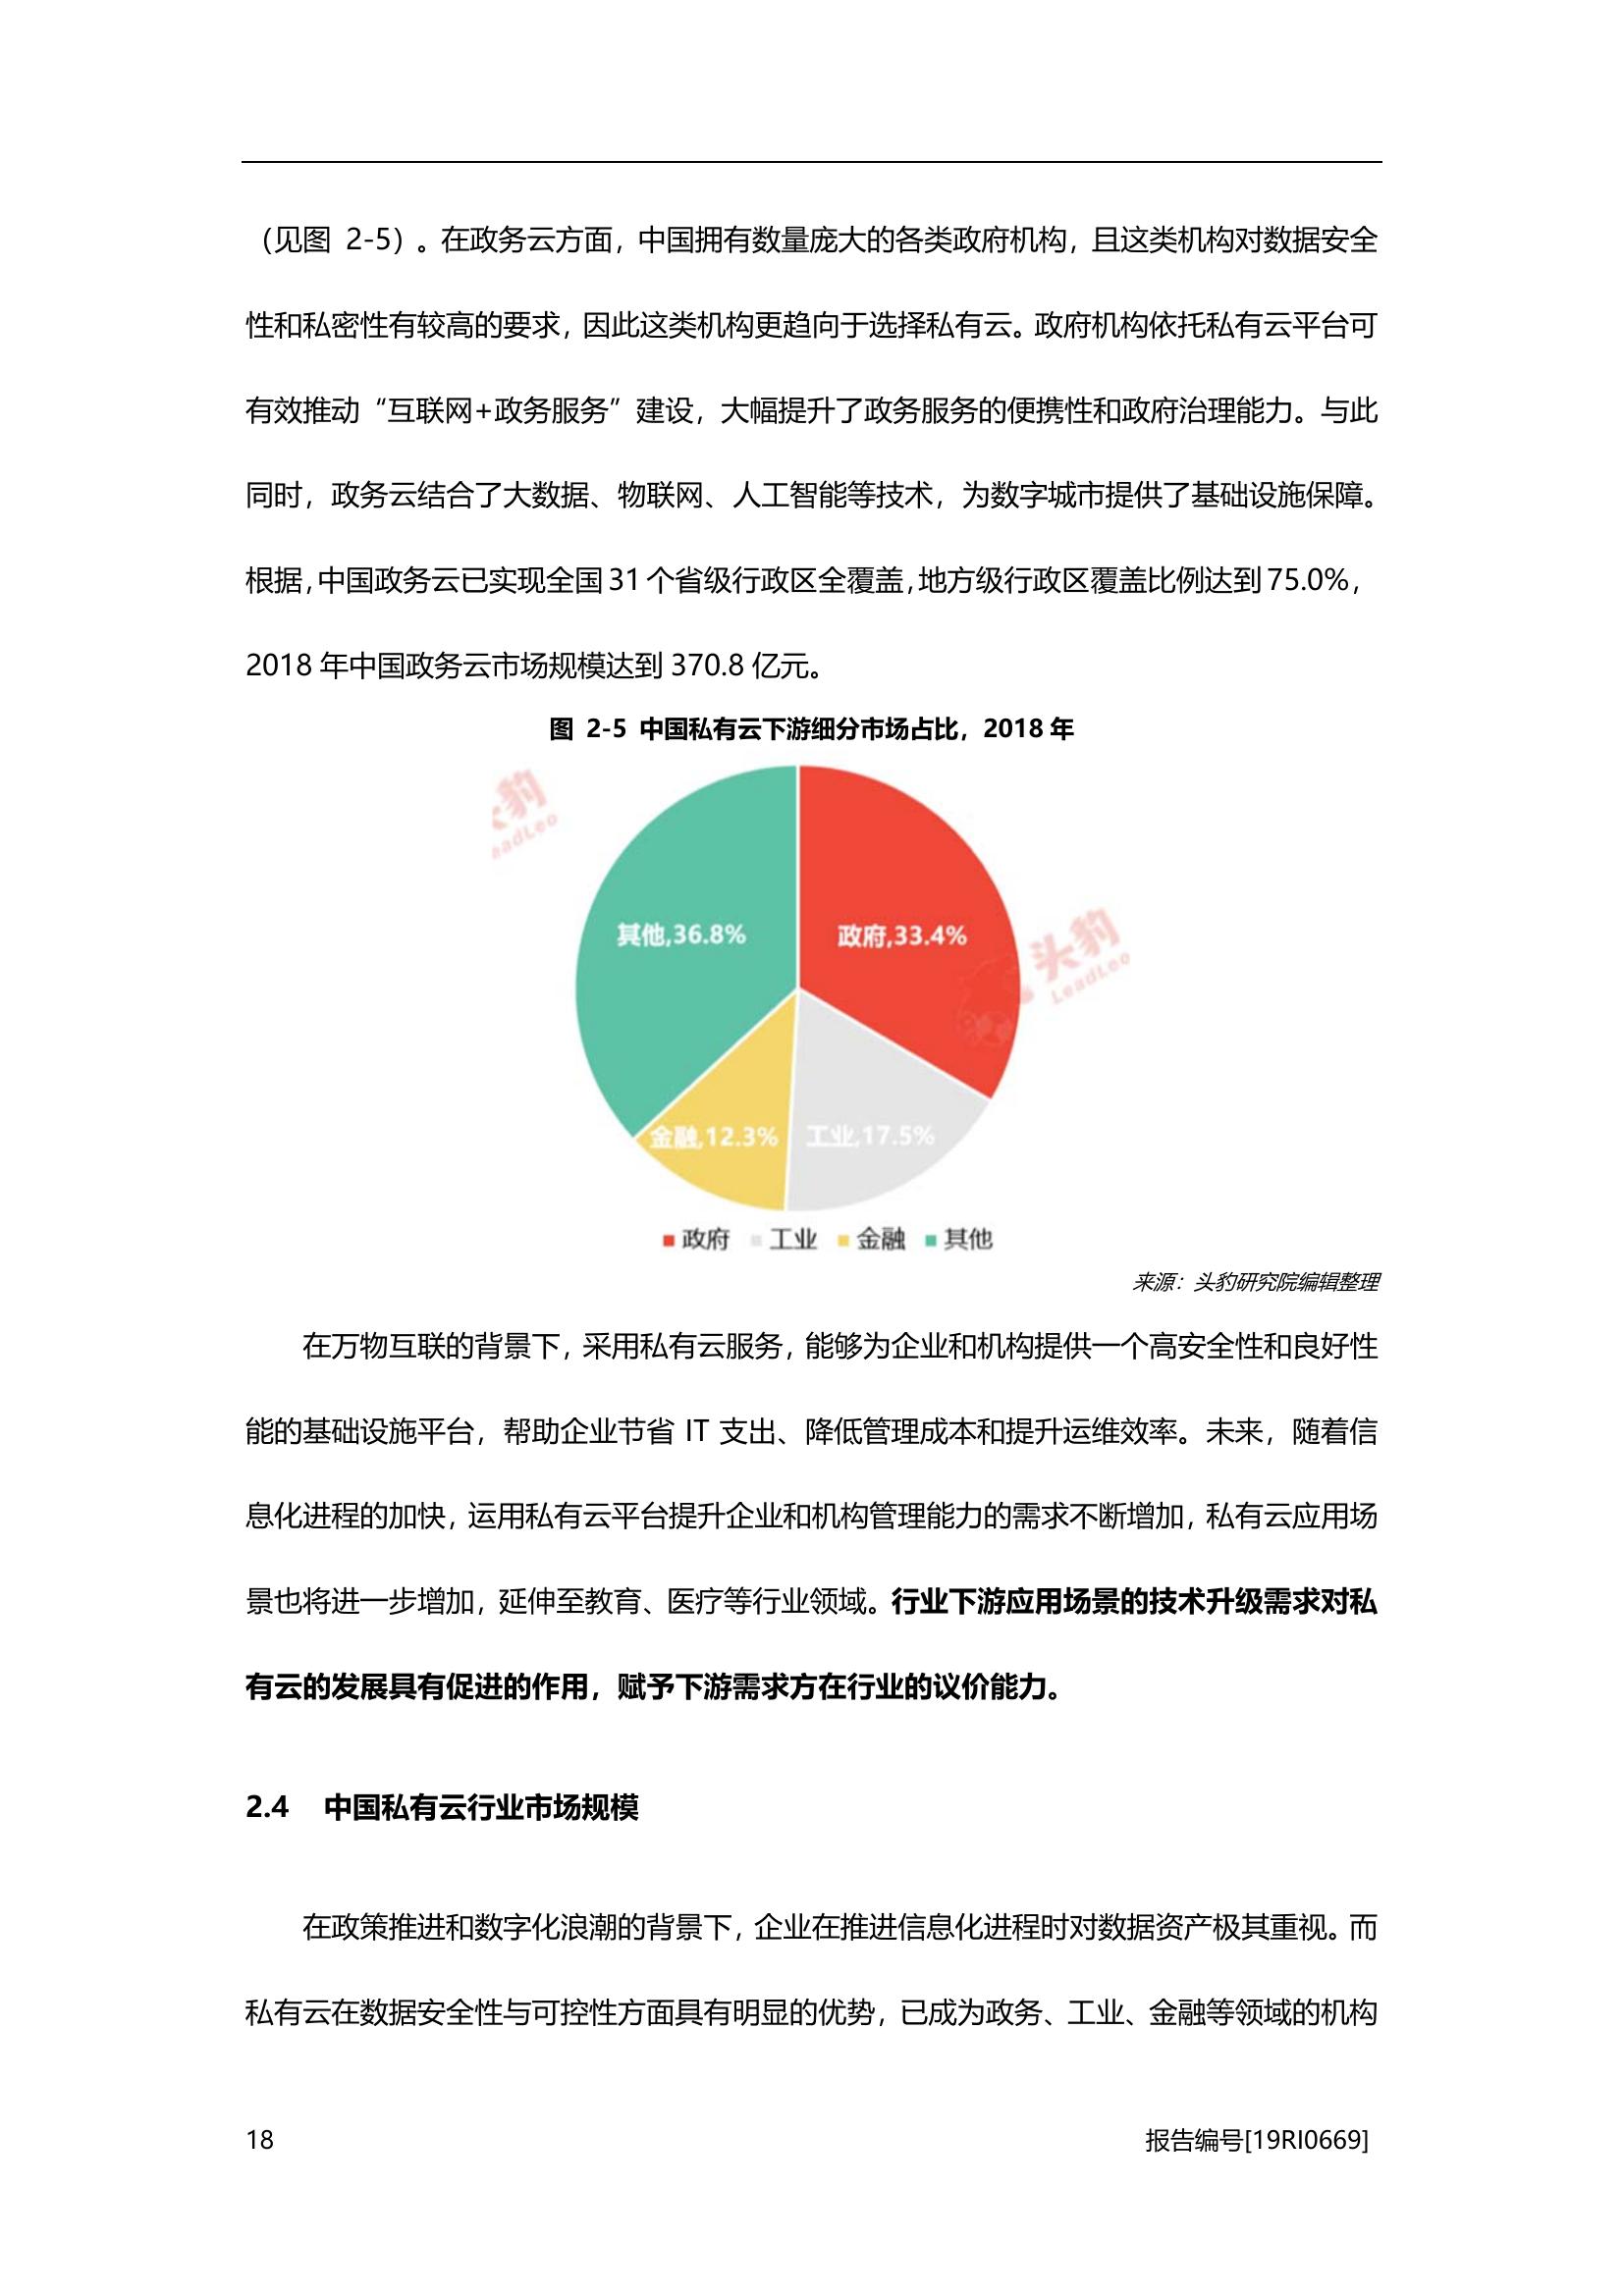 （见图 2-5）。在政务云方面，中国拥有数量庞大的各类政府机构，且这类机构对数据安全
性和私密性有较高的要求，因此这类机构更趋向于选择私有云。政府机构依托私有云平台可
有效推动“互联网+政务服务”建设，大幅提升了政务服务的便携性和政府治理能力。与此
同时，政务云结合了大数据、物联网、人工智能等技术，为数字城市提供了基础设施保障。
根据，中国政务云已实现全国 31 个省级行政区全覆盖，地方级行政区覆盖比例达到 75.0%，
2018 年中国政务云市场规模达到 370.8 亿元。
图 2-5 中国私有云下游细分市场占比，2018 年
豹
eadLeo
其他,36.8%
政府,33.4%
头豹
LeadLeo
金融,12.3%
工业,17.5%
政府 工业 金融 其他
来源：头豹研究院编辑整理
在万物互联的背景下，采用私有云服务，能够为企业和机构提供一个高安全性和良好性
能的基础设施平台，帮助企业节省 IT 支出、降低管理成本和提升运维效率。未来，随着信
息化进程的加快，运用私有云平台提升企业和机构管理能力的需求不断增加，私有云应用场
景也将进一步增加，延伸至教育、医疗等行业领域。行业下游应用场景的技术升级需求对私
有云的发展具有促进的作用，赋予下游需求方在行业的议价能力。
2.4 中国私有云行业市场规模
在政策推进和数字化浪潮的背景下，企业在推进信息化进程时对数据资产极其重视。而
私有云在数据安全性与可控性方面具有明显的优势，已成为政务、工业、金融等领域的机构
18
报告编号[19RI0669]